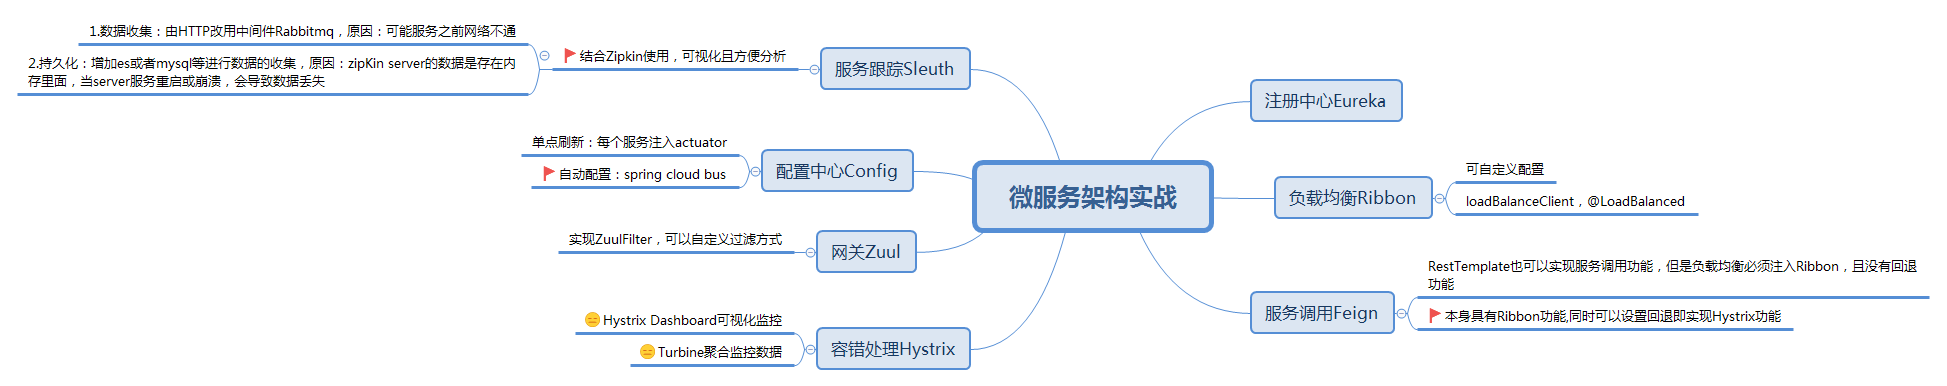 微服务架构实战
注册中心Eureka
负载均衡Ribbon
可自定义配置
loadBalanceClient，@LoadBalanced
服务调用Feign
RestTemplate也可以实现服务调用功能，但是负载均衡必须注入Ribbon，且没有回退
功能
本身具有Ribbon功能,同时可以设置回退即实现Hystrix功能
服务跟踪Sleuth
结合Zipkin使用，可视化且方便分析
1.数据收集：由HTTP改用中间件Rabbitmq，原因：可能服务之前网络不通
2.持久化：增加es或者mysql等进行数据的收集，原因：zipKin server的数据是存在内
存里面，当server服务重启或崩溃，会导致数据丢失
配置中心Config
单点刷新：每个服务注入actuator
自动配置：spring cloud bus
网关Zuul
实现ZuulFilter，可以自定义过滤方式
容错处理Hystrix
Hystrix Dashboard可视化监控
Turbine聚合监控数据